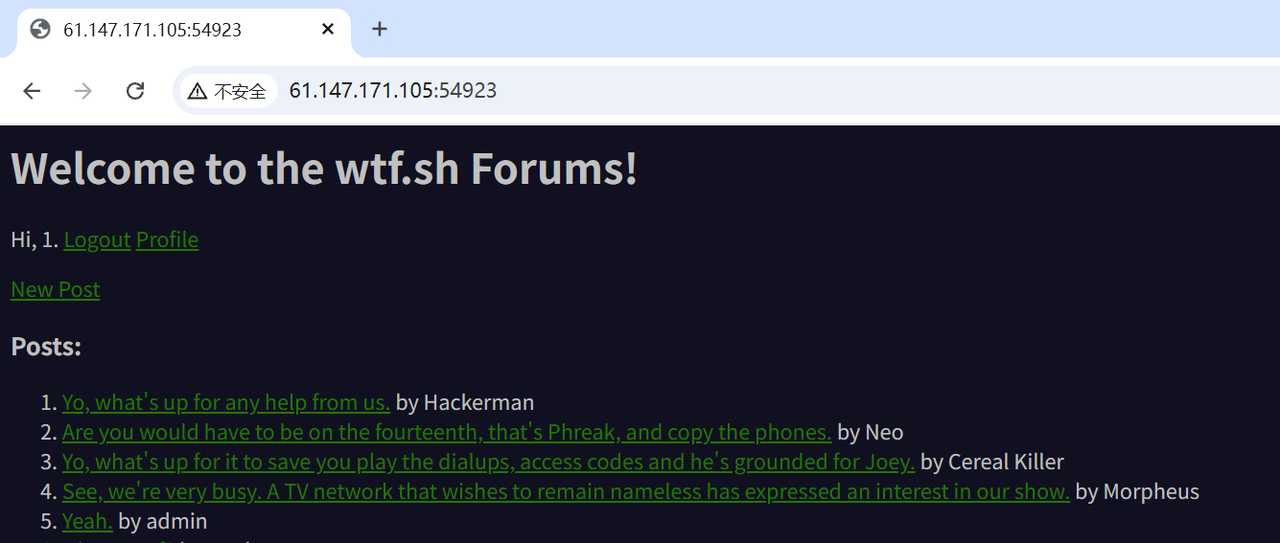 61.147.171.105:54923
不安全 61.147.171.105:54923
Welcome to the wtf.sh Forums!
Hi, 1. Logout Profile
New Post
Posts:
1. Yo, what's up for any help from us. by Hackerman
2. Are you would have to be on the fourteenth, that's Phreak, and copy the phones. by Neo
3. Yo, what's up for it to save you play the dialups, access codes and he's grounded for Joey. by Cereal Killer
4. See, we're very busy. A TV network that wishes to remain nameless has expressed an interest in our show. by Morpheus
5. Yeah. by admin